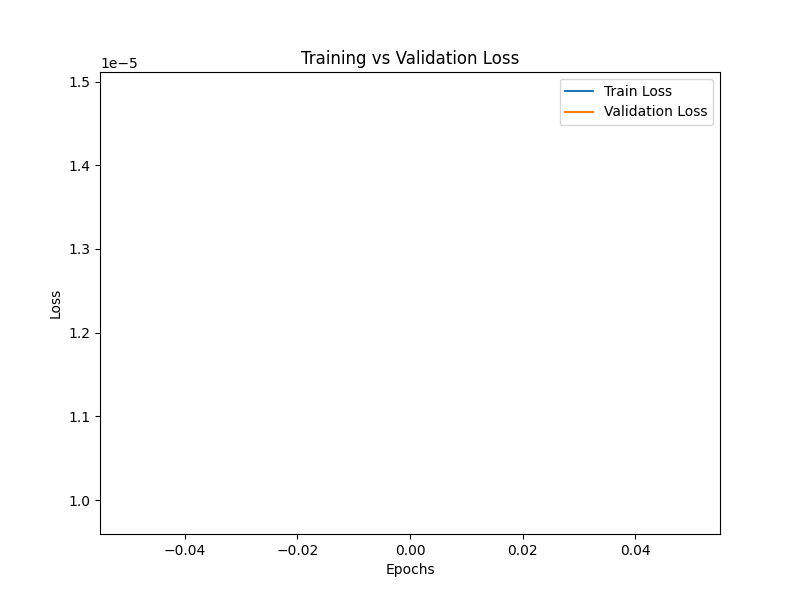 Training vs Validation Loss
1e−5
Train Loss
Validation Loss
1.5
1.4
1.3
1.2
1.1
1.0
Loss
−0.04 −0.02 0.00 0.02 0.04
Epochs